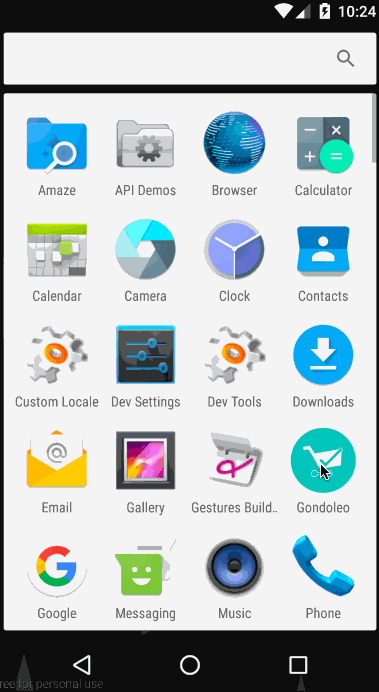 10:24
Amaze API Demos Browser Calculator
Calendar Camera Clock Contacts
Custom Locale Dev Settings Dev Tools Downloads
Email Gallery Gestures Build.. Gondoleo
Google Messaging Music Phone
ree for personal use